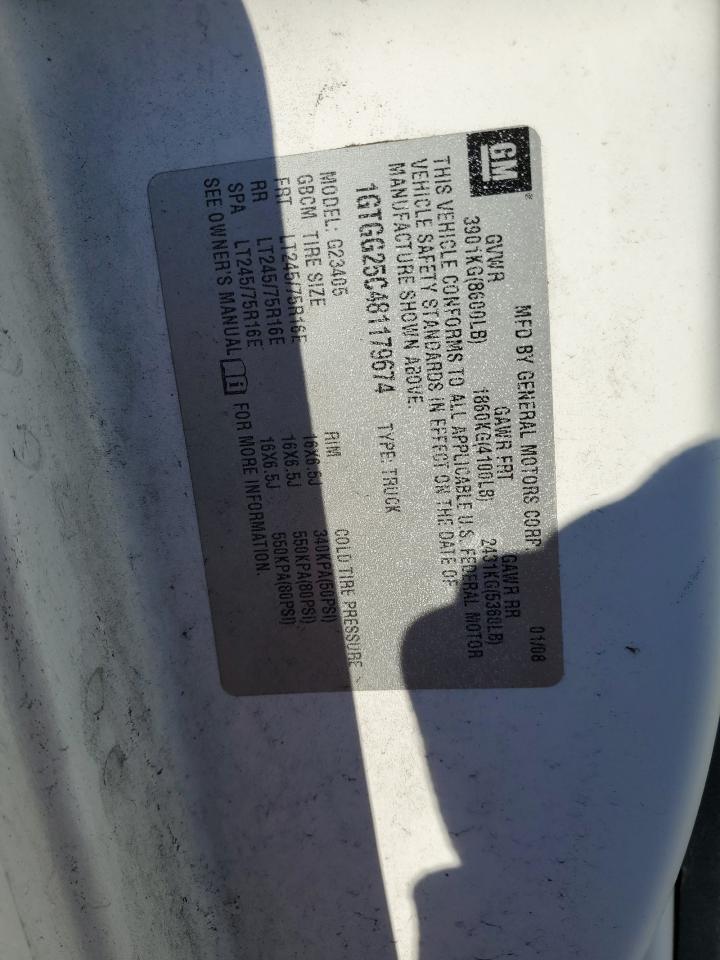 GM ®
MFD BY GENERAL MOTORS CORP 01/08
GVWR GAWR FRT GAWR RR
3901KG(8600LB) 1860KG(4100LB) 2431KG(5360LB)
THIS VEHICLE CONFORMS TO ALL APPLICABLE U.S. FEDERAL MOTOR
VEHICLE SAFETY STANDARDS IN EFFECT ON THE DATE OF
MANUFACTURE SHOWN ABOVE.
1GTGG25C481179674 TYPE: TRUCK
MODEL: G23405
GBCM TIRE SIZE RIM COLD TIRE PRESSURE
FRT LT245/75R16E 16X6.5J 340KPA(50PSI)
RR LT245/75R16E 16X6.5J 550KPA(80PSI)
SPA LT245/75R16E 16X6.5J 550KPA(80PSI)
SEE OWNER'S MANUAL FOR MORE INFORMATION.